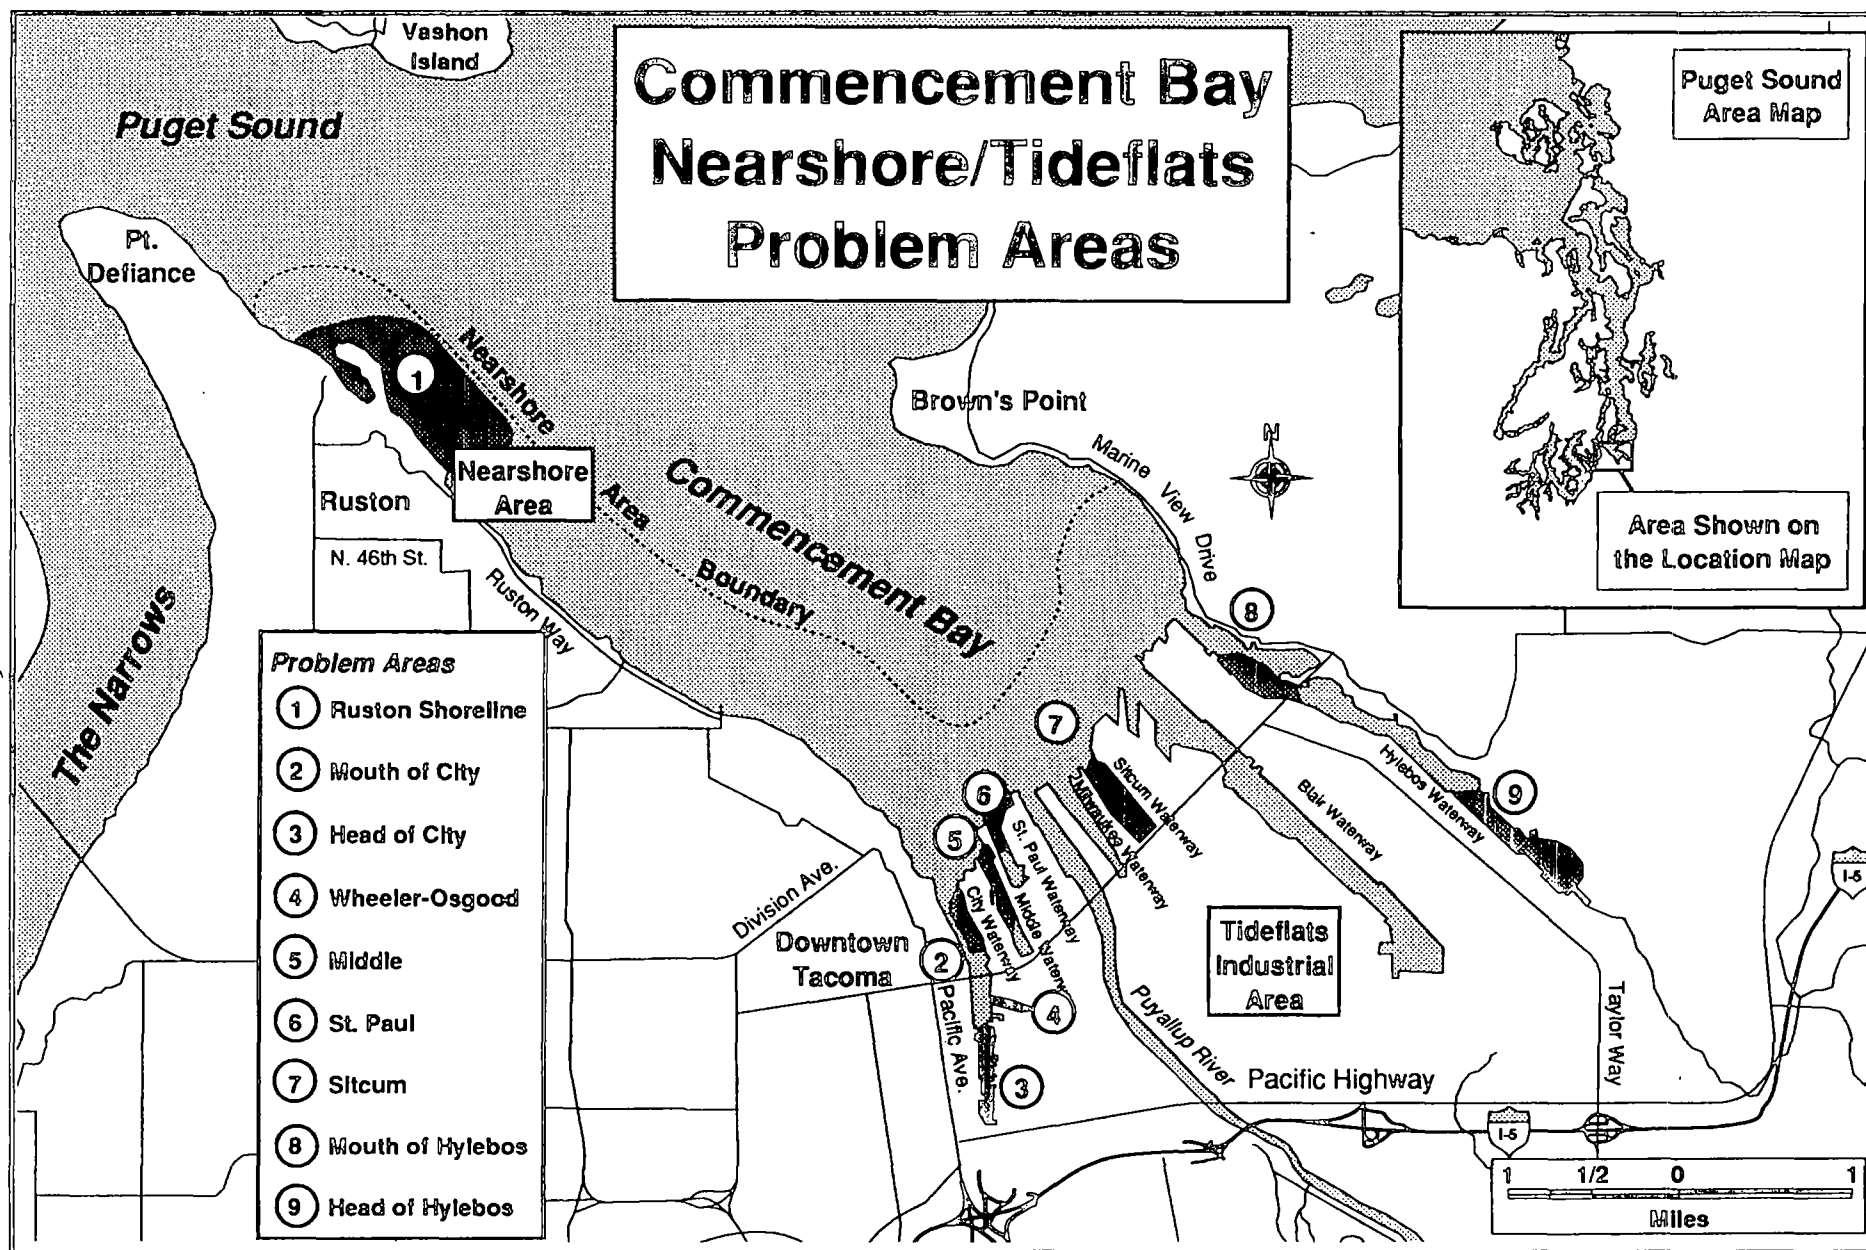 Vashon
Island
Puget Sound
Commencement Bay
Nearshore/Tideflats
Problem Areas
Puget Sound
Area Map
Area Shown on
the Location Map
Pt.
Defiance
1
Nearshore
Area
Boundary
Nearshore
Area
Commencement Bay
Brown's Point
N
Marine View Drive
Ruston
N. 46th St.
Ruston Way
The Narrows
8
7
6
5
9
Sitcum Waterway
Milwaukee Waterway
St. Paul Waterway
Middle Waterway
City Waterway
Blair Waterway
Hylebos Waterway
Division Ave.
Downtown
Tacoma
2
4
3
Pacific Ave.
Puyallup River
Tideflats
Industrial
Area
Taylor Way
Pacific Highway
I-5
I-5
Problem Areas
1 Ruston Shoreline
2 Mouth of City
3 Head of City
4 Wheeler-Osgood
5 Middle
6 St. Paul
7 Sitcum
8 Mouth of Hylebos
9 Head of Hylebos
1 1/2 0 1
Miles